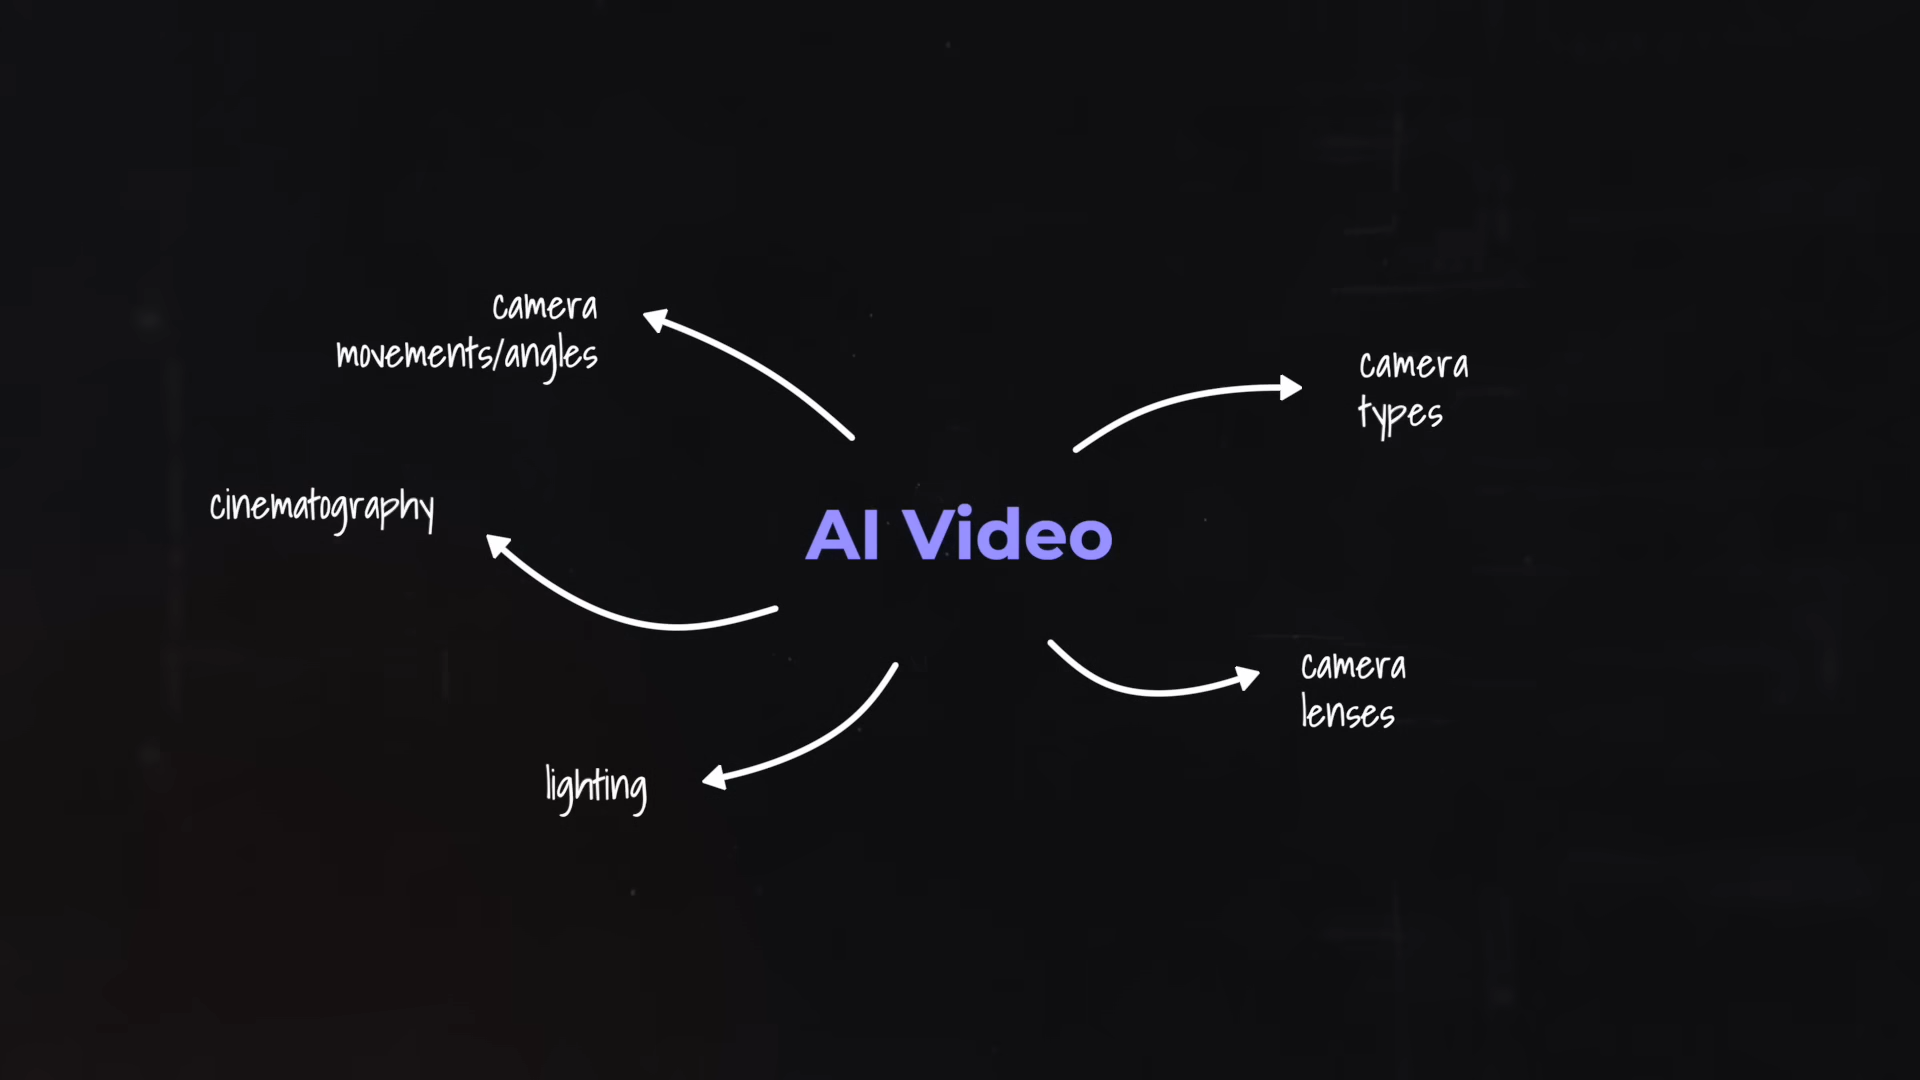 camera
movements/angles
camera
types
cinematography
AI Video
camera
lenses
lighting